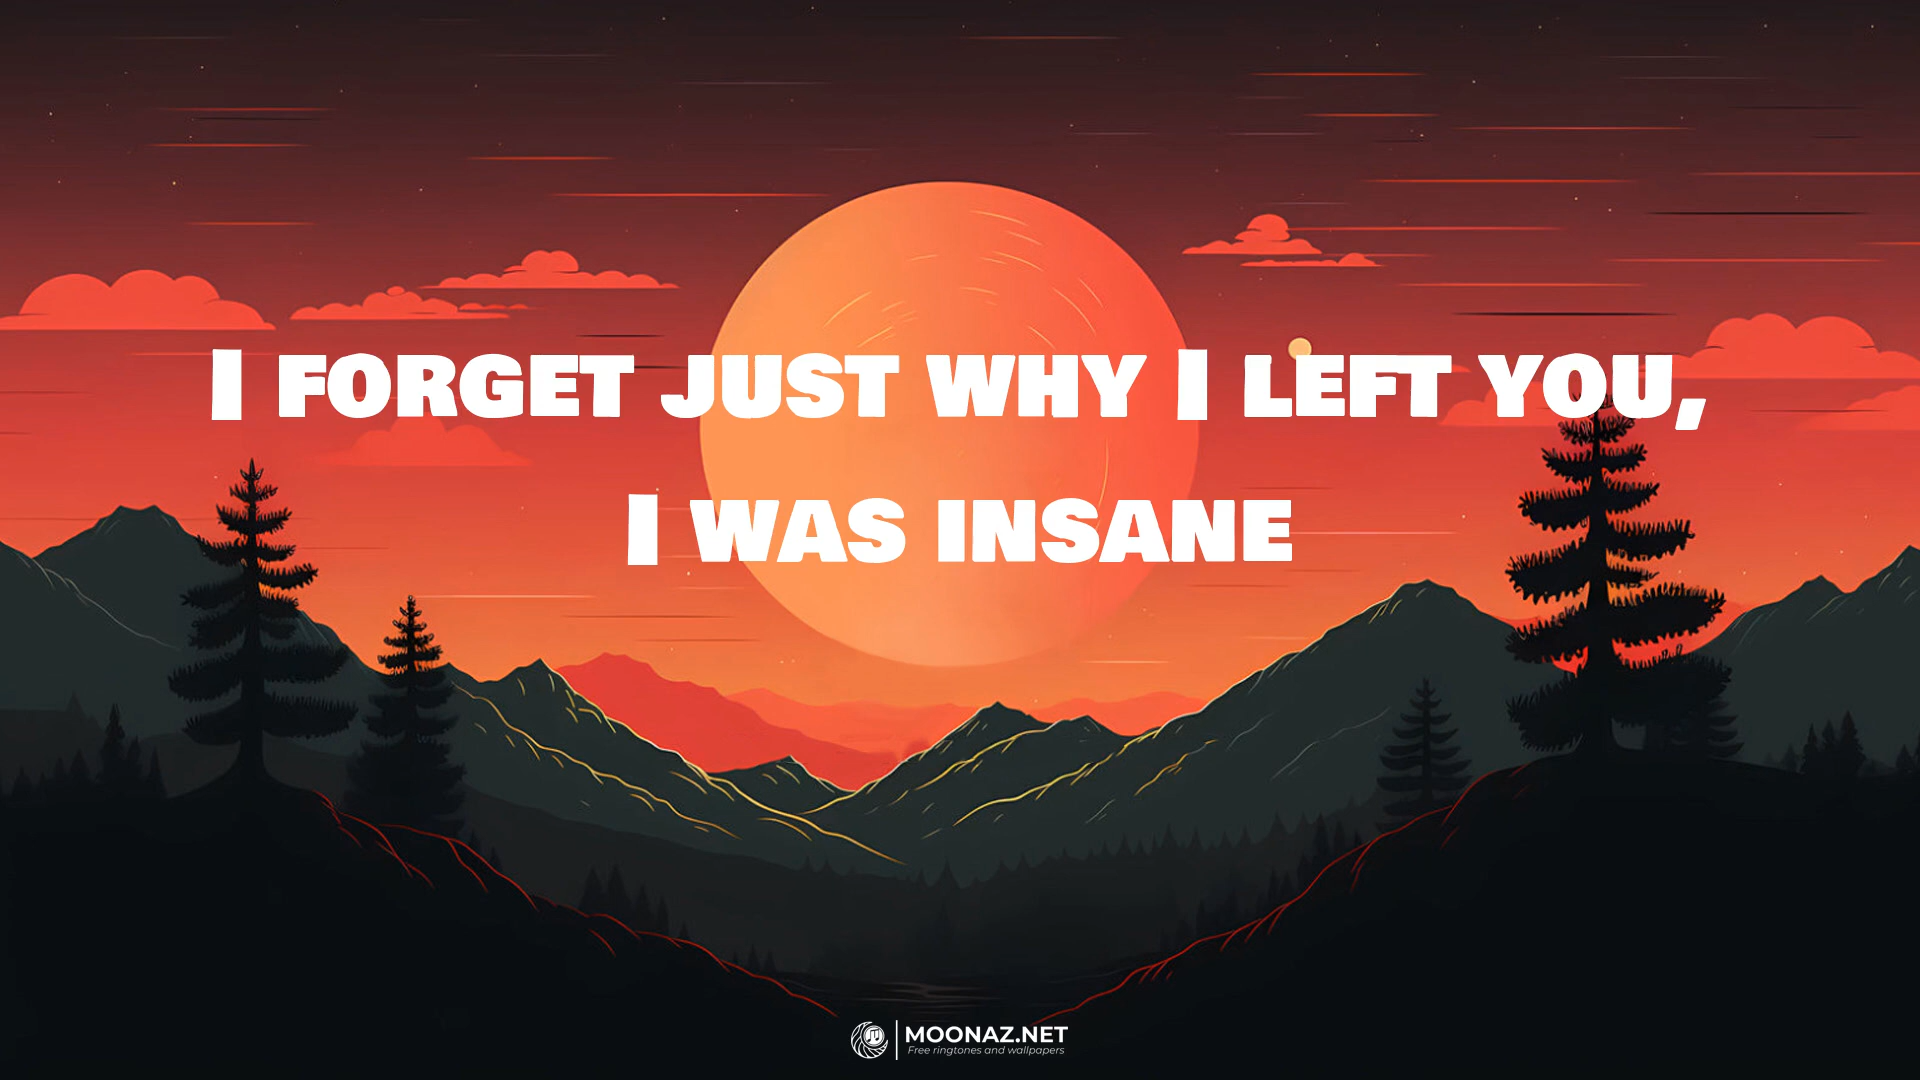 I FORGET JUST WHY I LEFT YOU,
I WAS INSANE
MOONAZ.NET
Free ringtones and wallpapers